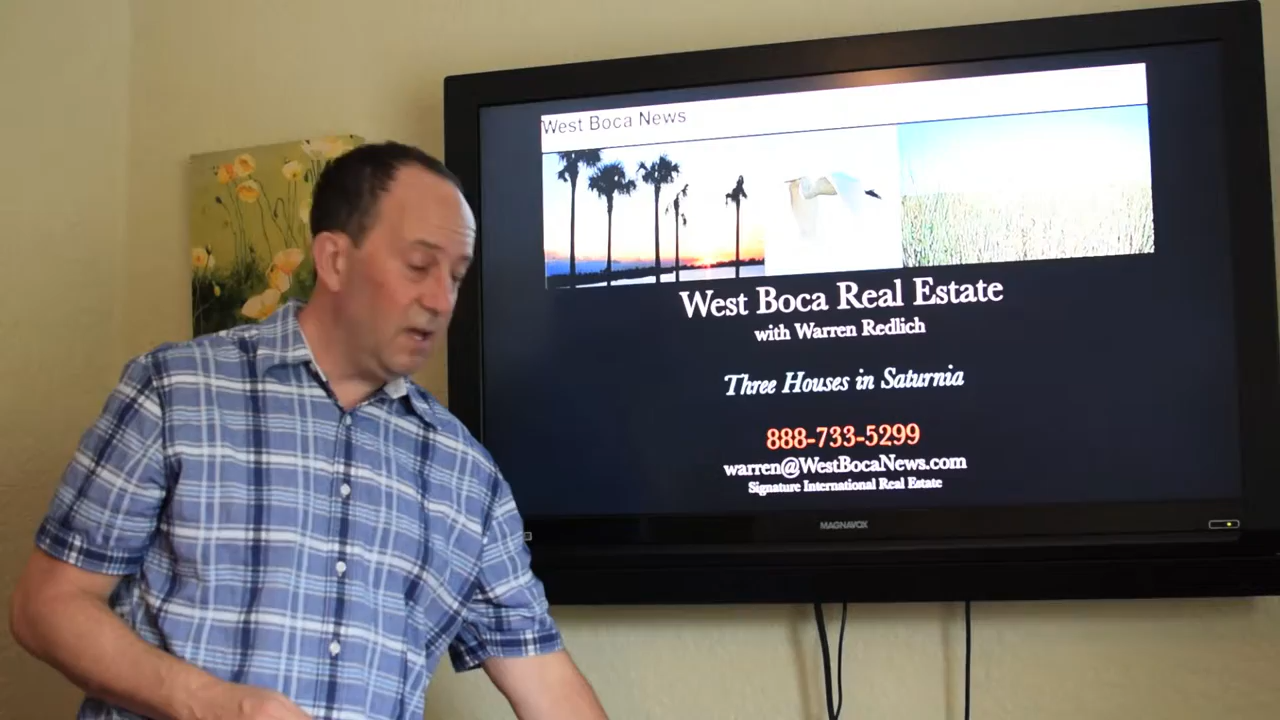 West Boca News
West Boca Real Estate
with Warren Redlich
Three Houses in Saturnia
888-733-5299
warren@WestBocaNews.com
Signature International Real Estate
MAGNAVOX